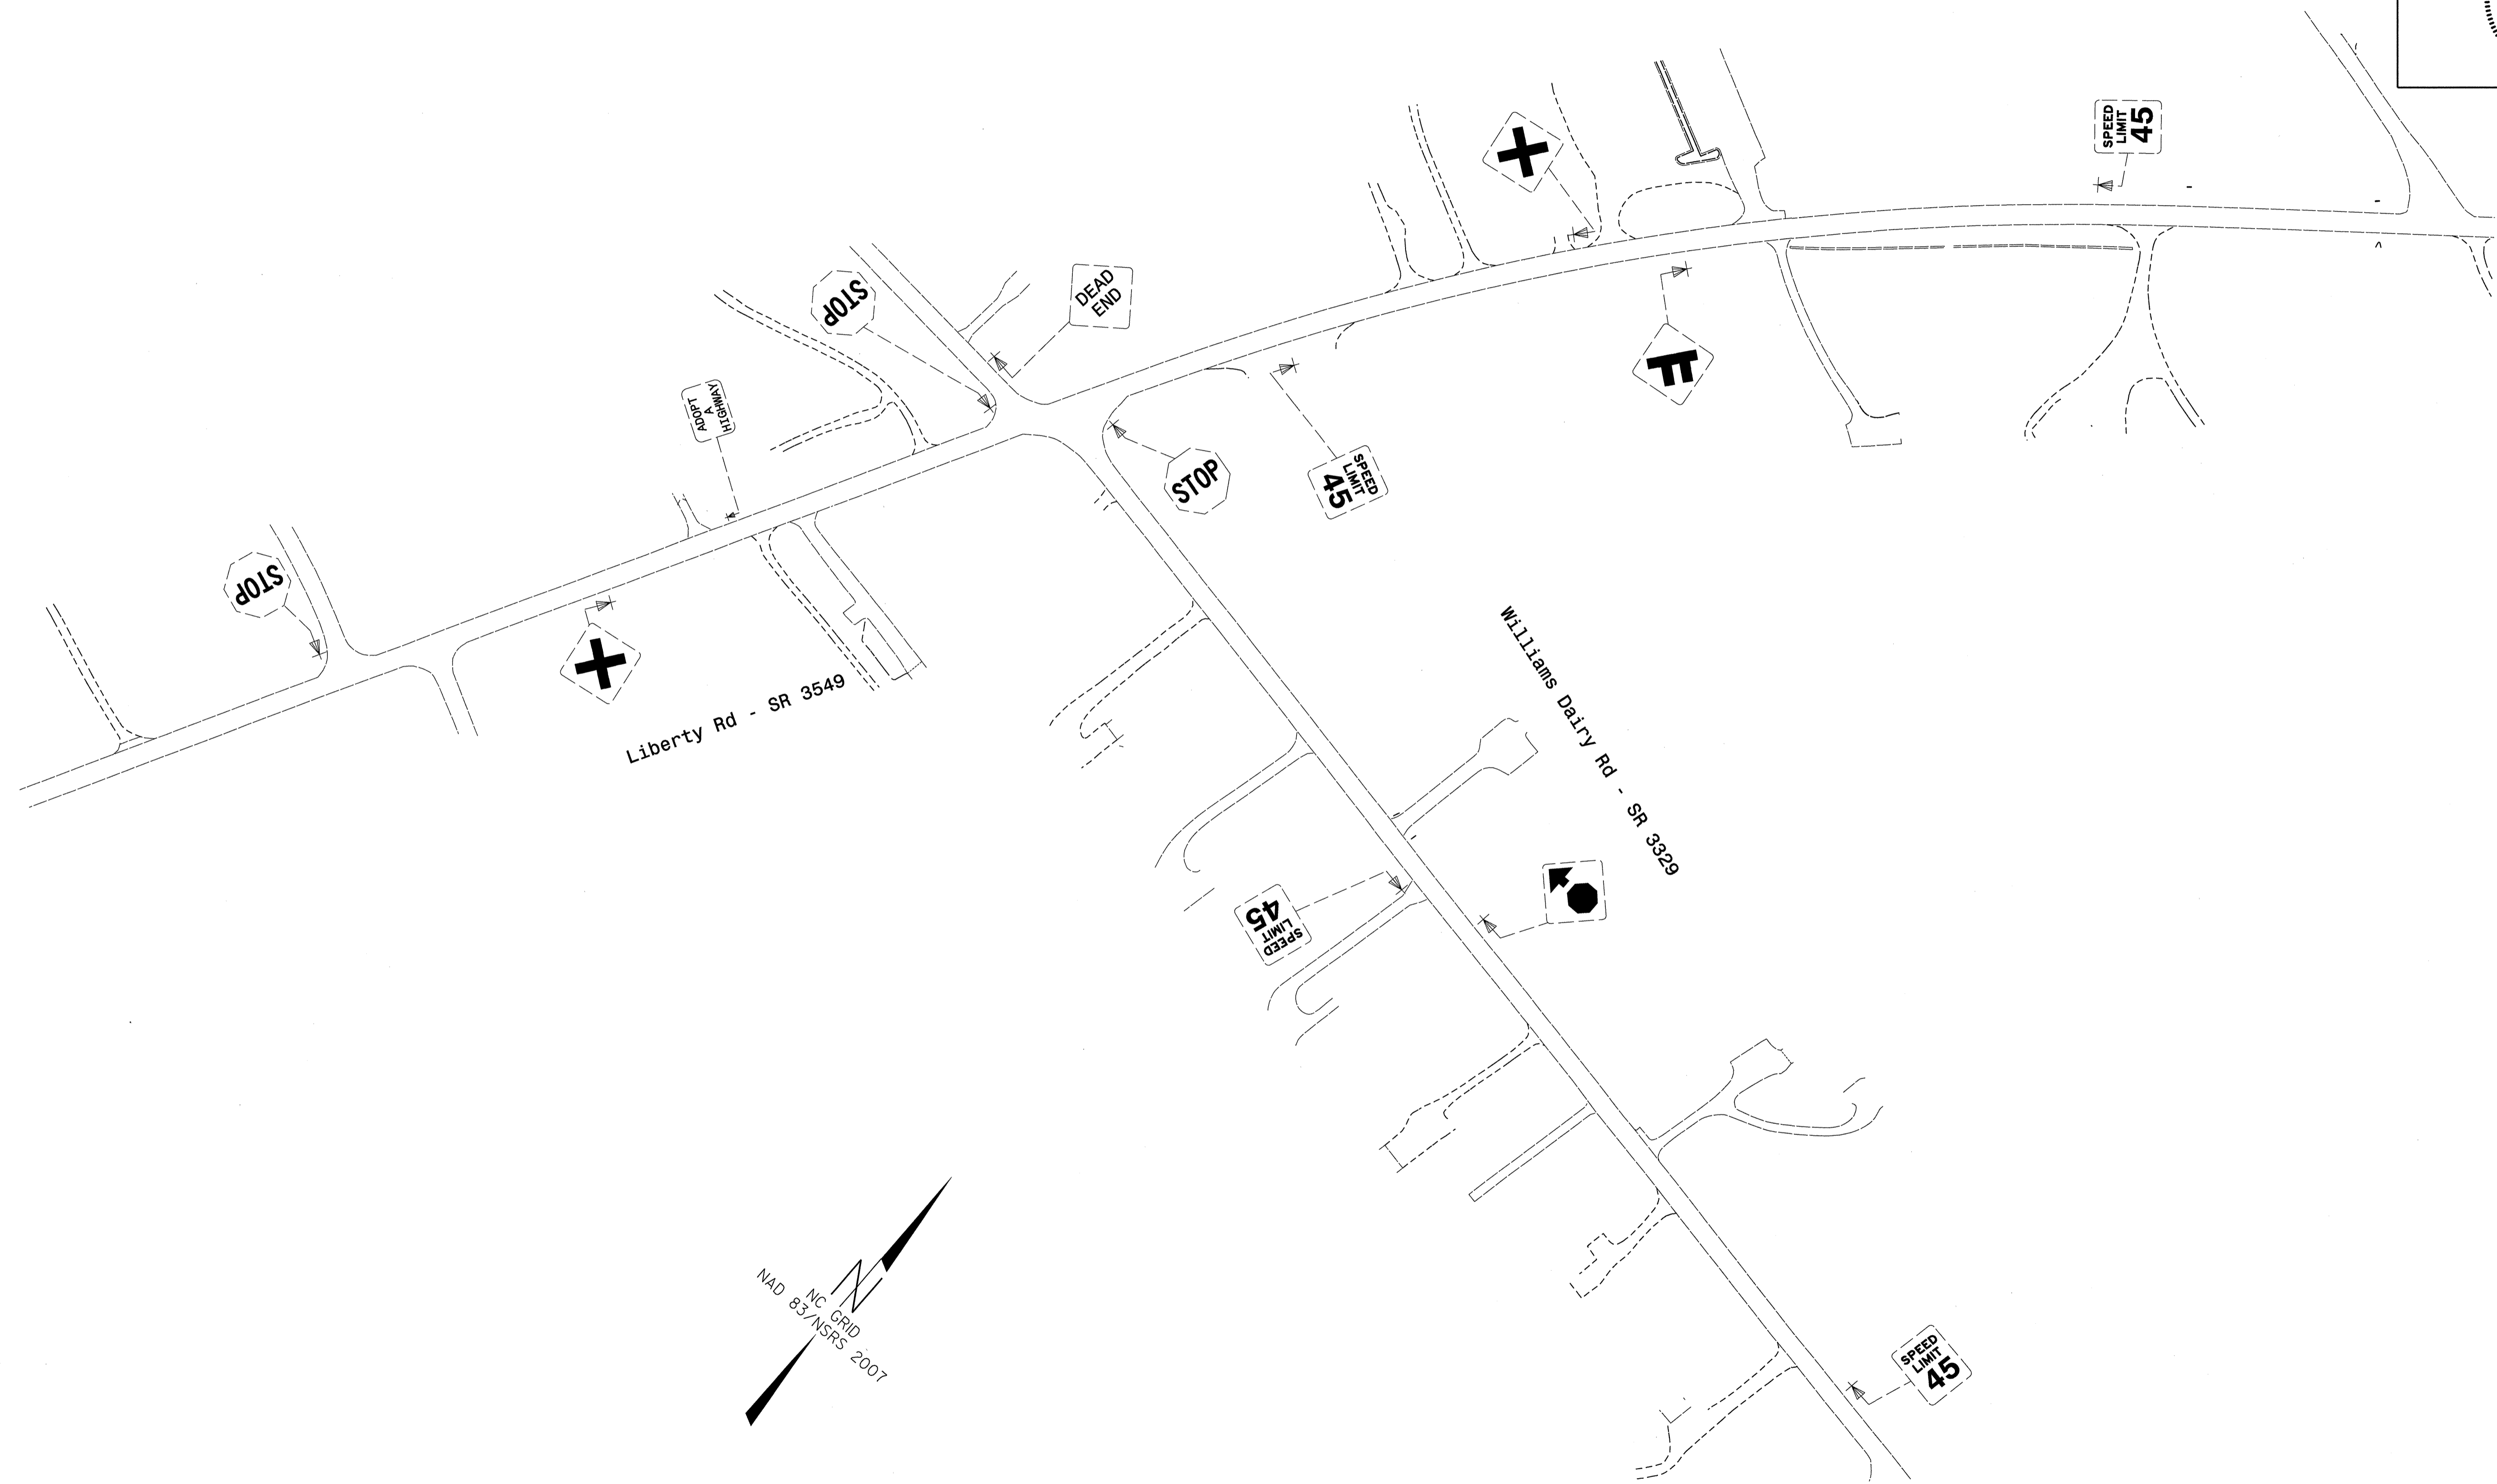 SPEED
LIMIT
45
STOP
DEAD
END
ADOPT
A
HIGHWAY
STOP
SPEED
LIMIT
45
STOP
Liberty Rd - SR 3549
Williams Dairy Rd - SR 3329
SPEED
LIMIT
45
N
NC GRID
NAD 83/NSRS 2007
SPEED
LIMIT
45